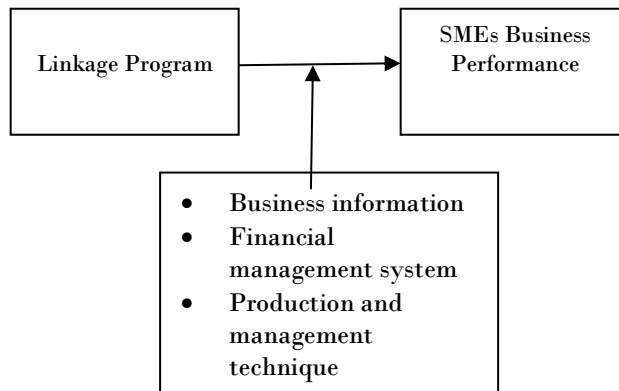 Linkage Program
SMEs Business
Performance
• Business information
• Financial
management system
• Production and
management
technique